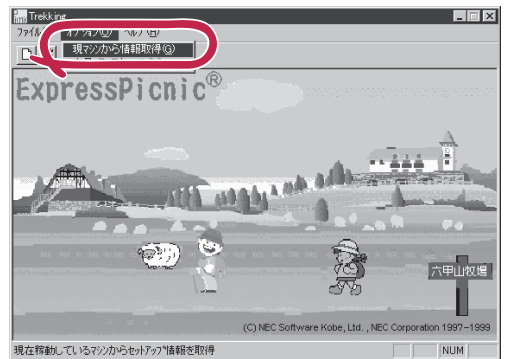 Trekking
ファイル オプション(O) ヘルプ(H)
現マシンから情報取得(G)
ExpressPicnic®
六甲山牧場
(C) NEC Software Kobe, Ltd. , NEC Corporation 1997-1999
現在稼動しているマシンからセットアップ情報を取得
NUM